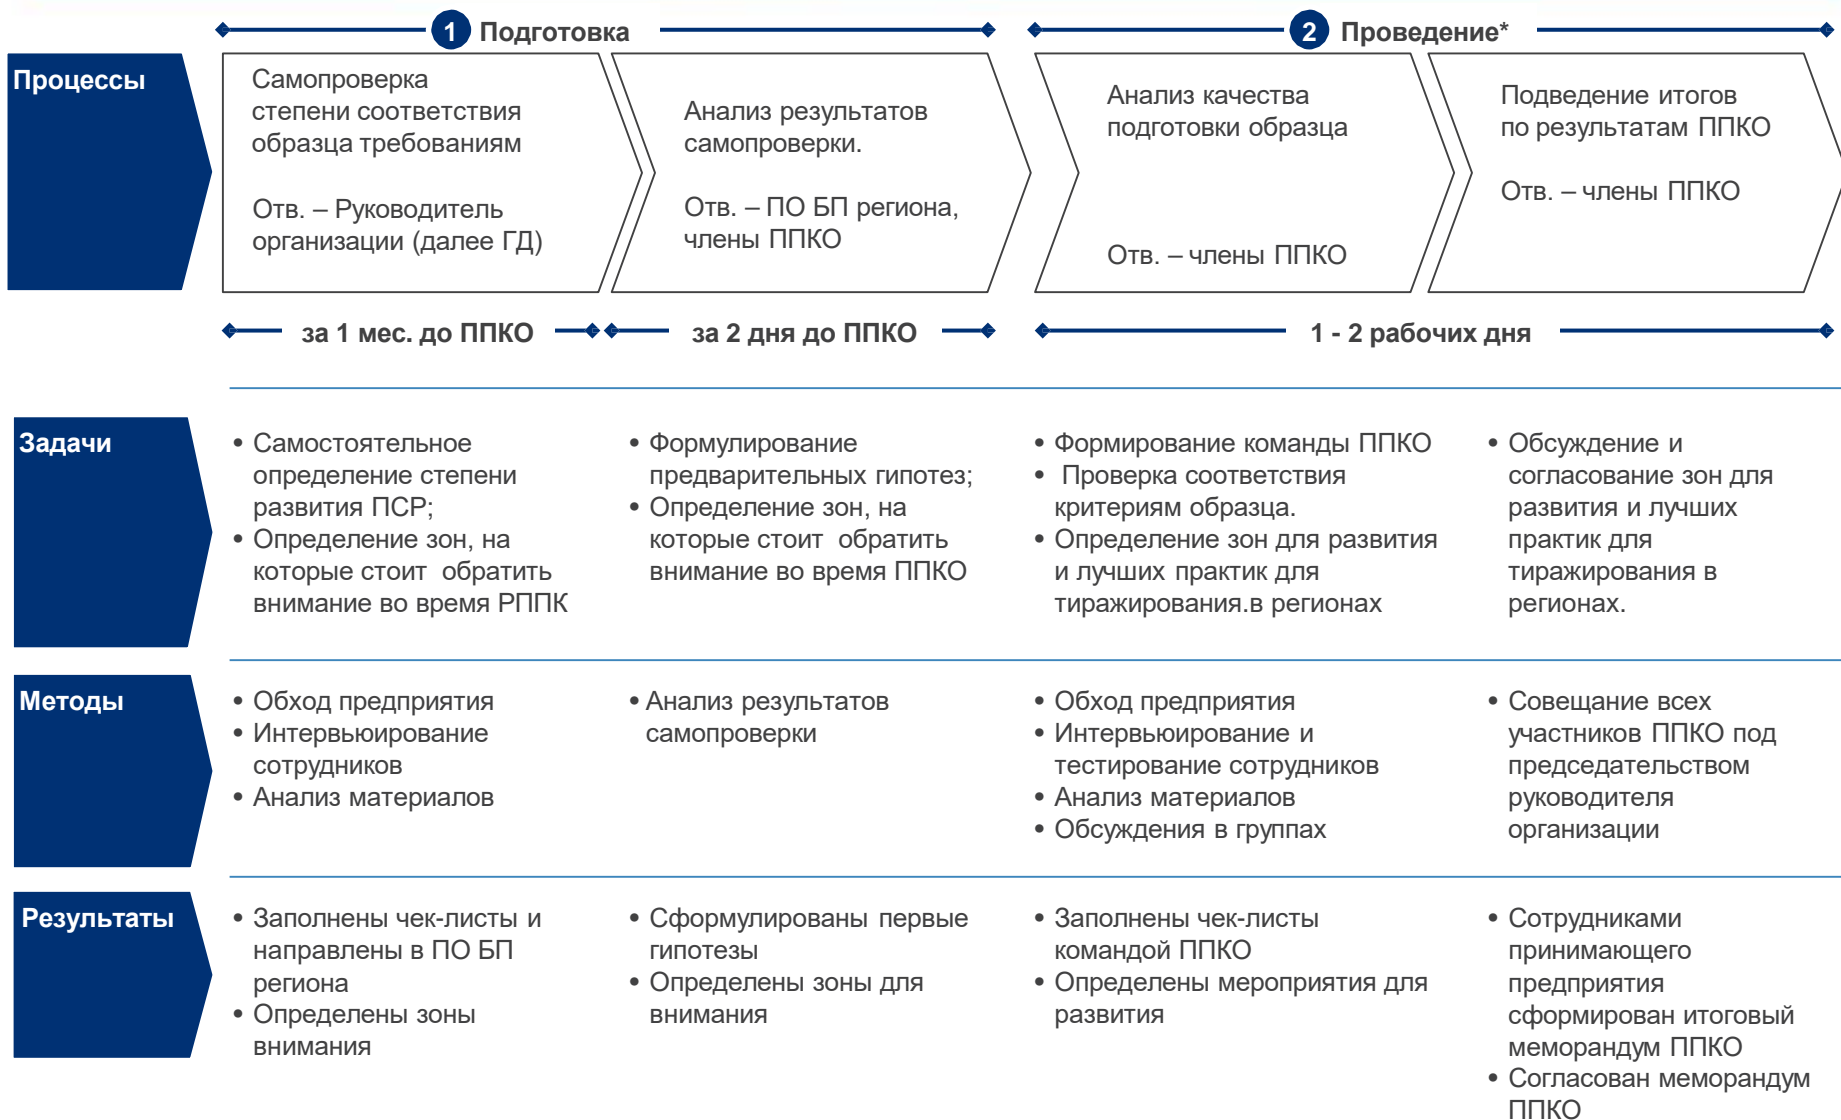 1 Подготовка
2 Проведение*
Процессы
Самопроверка
степени соответствия
образца требованиям
Отв. – Руководитель
организации (далее ГД)
Анализ результатов
самопроверки.
Отв. – ПО БП региона,
члены ППКО
Анализ качества
подготовки образца
Отв. – члены ППКО
Подведение итогов
по результатам ППКО
Отв. – члены ППКО
за 1 мес. до ППКО
за 2 дня до ППКО
1 - 2 рабочих дня
Задачи
• Самостоятельное
определение степени
развития ПСР;
• Определение зон, на
которые стоит обратить
внимание во время РППК
• Формулирование
предварительных гипотез;
• Определение зон, на
которые стоит обратить
внимание во время ППКО
• Формирование команды ППКО
• Проверка соответствия
критериям образца.
• Определение зон для развития
и лучших практик для
тиражирования.в регионах
• Обсуждение и
согласование зон для
развития и лучших
практик для
тиражирования в
регионах.
Методы
• Обход предприятия
• Интервьюирование
сотрудников
• Анализ материалов
• Анализ результатов
самопроверки
• Обход предприятия
• Интервьюирование и
тестирование сотрудников
• Анализ материалов
• Обсуждения в группах
• Совещание всех
участников ППКО под
председательством
руководителя
организации
Результаты
• Заполнены чек-листы и
направлены в ПО БП
региона
• Определены зоны
внимания
• Сформулированы первые
гипотезы
• Определены зоны для
внимания
• Заполнены чек-листы
командой ППКО
• Определены мероприятия для
развития
• Сотрудниками
принимающего
предприятия
сформирован итоговый
меморандум ППКО
• Согласован меморандум
ППКО